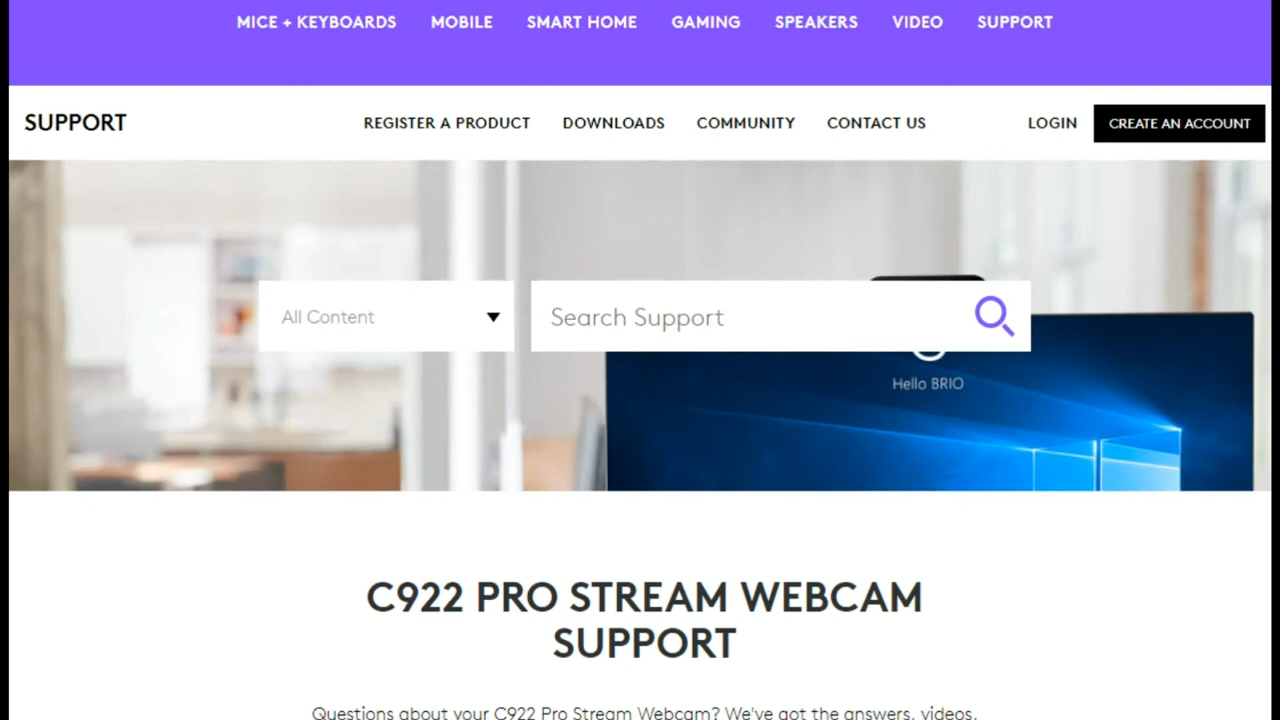 MICE + KEYBOARDS MOBILE SMART HOME GAMING SPEAKERS VIDEO SUPPORT
SUPPORT REGISTER A PRODUCT DOWNLOADS COMMUNITY CONTACT US LOGIN CREATE AN ACCOUNT
All Content Search Support
Hello BRIO
C922 PRO STREAM WEBCAM
SUPPORT
Questions about your C922 Pro Stream Webcam? We've got the answers, videos,